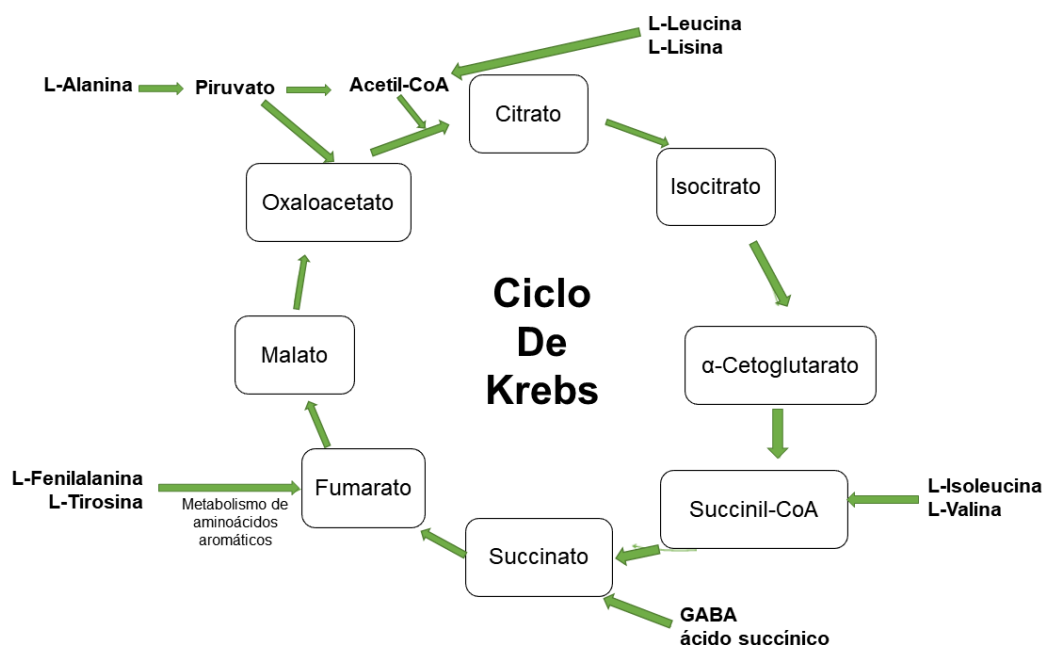 L-Leucina
L-Lisina
L-Alanina
Piruvato
Acetil-CoA
Citrato
Isocitrato
Oxaloacetato
Ciclo
De
Krebs
Malato
α-Cetoglutarato
L-Fenilalanina
L-Tirosina
Metabolismo de
aminoácidos
aromáticos
Fumarato
Succinil-CoA
L-Isoleucina
L-Valina
Succinato
GABA
ácido succínico